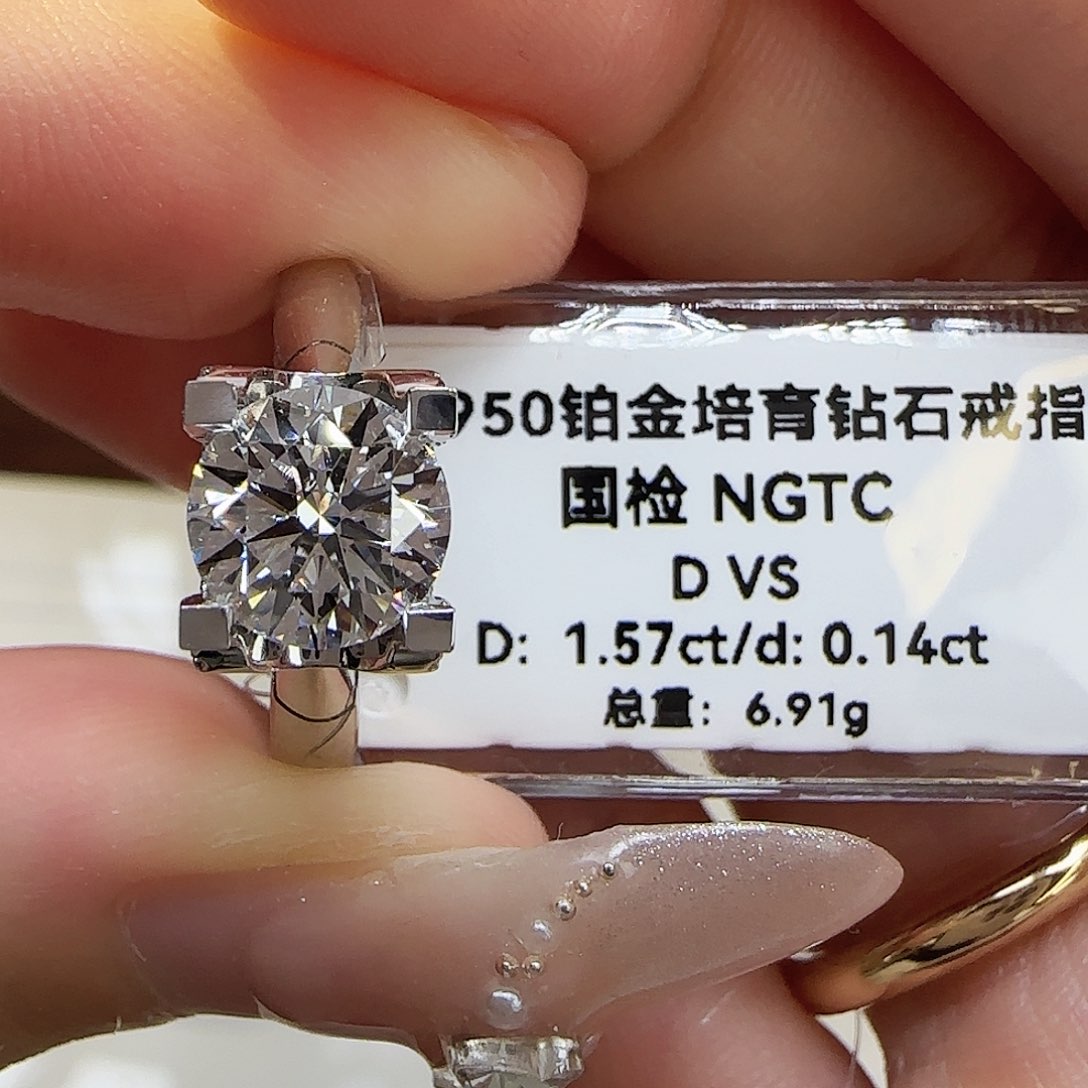 950铂金培育钻石戒指
国检 NGTC
D VS
D: 1.57ct/d: 0.14ct
总重: 6.91g